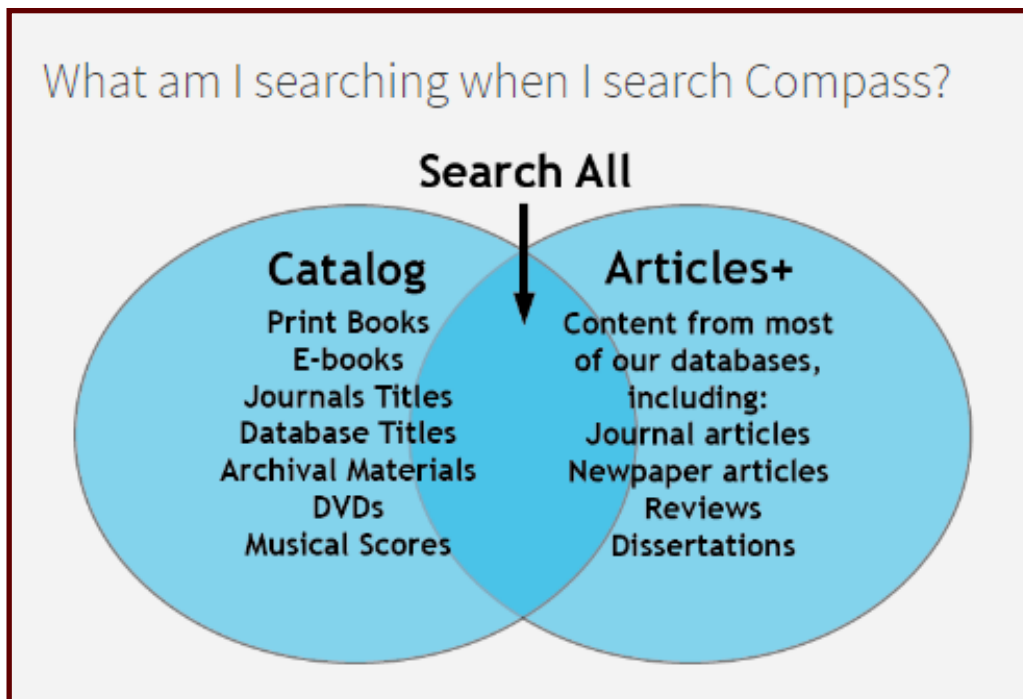 What am I searching when I search Compass?
Search All
Catalog
Print Books
E-books
Journals Titles
Database Titles
Archival Materials
DVDs
Musical Scores
Articles+
Content from most
of our databases,
including:
Journal articles
Newpaper articles
Reviews
Dissertations